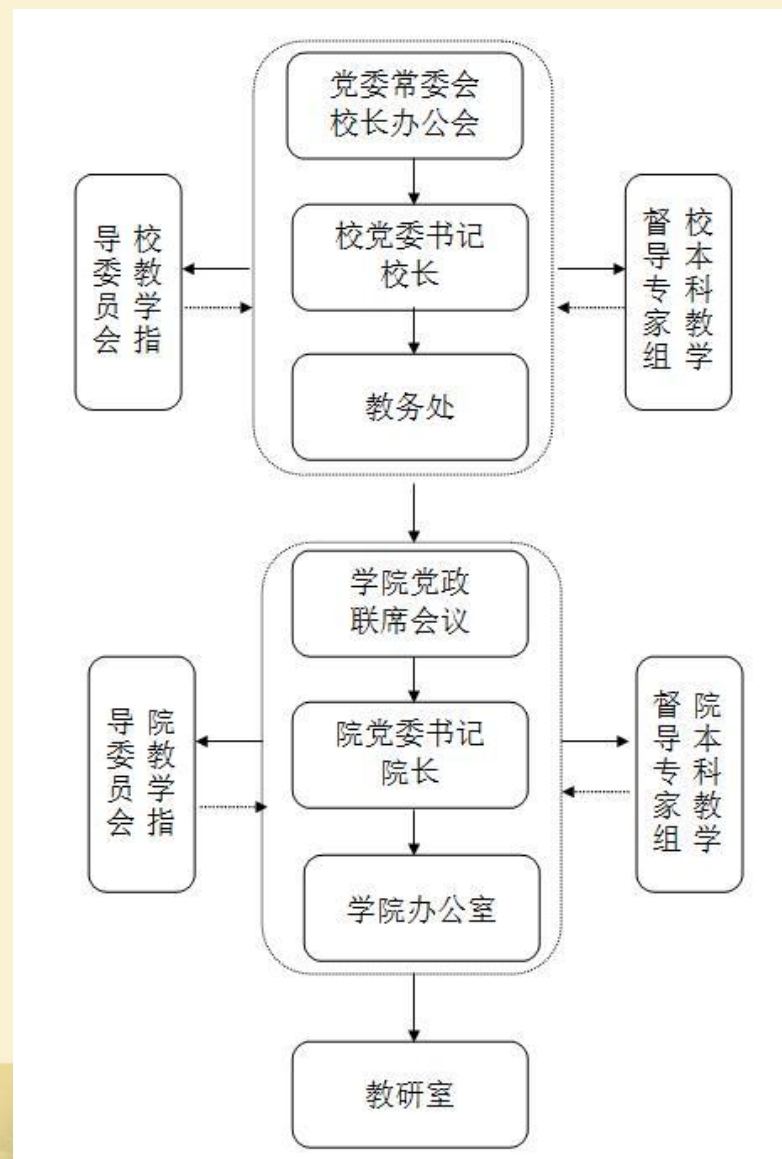 党委常委会
校长办公会
校教学指
导委员会
校党委书记
校长
校本科教学
督导专家组
教务处
学院党政
联席会议
院教学指
导委员会
院党委书记
院长
院本科教学
督导专家组
学院办公室
教研室